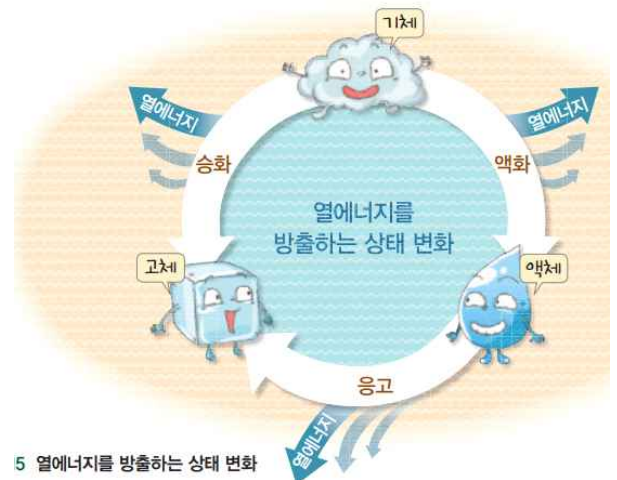 기체
열에너지
열에너지
승화
액화
열에너지를
방출하는 상태 변화
고체
액체
응고
열에너지
5 열에너지를 방출하는 상태 변화